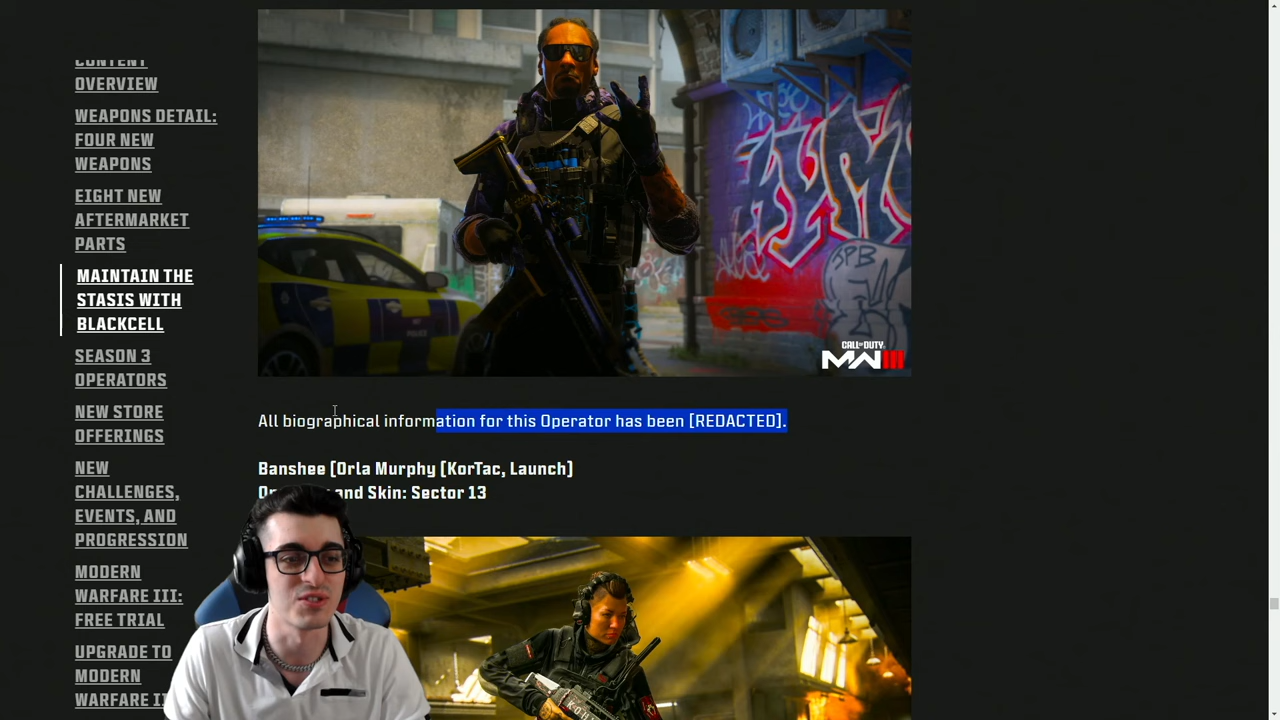 CONTENT
OVERVIEW
WEAPONS DETAIL:
FOUR NEW
WEAPONS
EIGHT NEW
AFTERMARKET
PARTS
MAINTAIN THE
STASIS WITH
BLACKCELL
SEASON 3
OPERATORS
NEW STORE
OFFERINGS
NEW
CHALLENGES,
EVENTS, AND
PROGRESSION
MODERN
WARFARE III:
FREE TRIAL
UPGRADE TO
MODERN
WARFARE
POLICE
SPB
CALL OF DUTY
MWIII
All biographical information for this Operator has been [REDACTED].
Banshee [Orla Murphy [KorTac, Launch]
and Skin: Sector 13